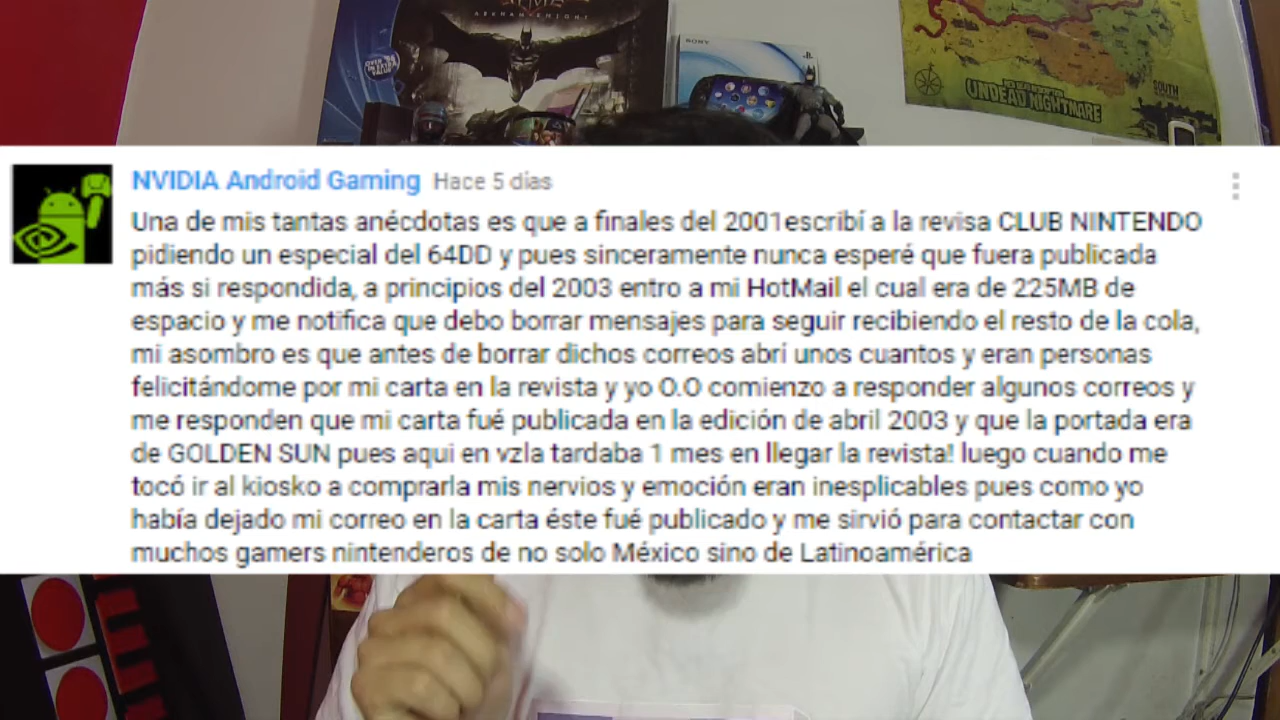 ARKHAM KNIGHT
SONY
UNDEAD NIGHTMARE
SOUTH
NVIDIA Android Gaming Hace 5 días
Una de mis tantas anécdotas es que a finales del 2001escribí a la revisa CLUB NINTENDO
pidiendo un especial del 64DD y pues sinceramente nunca esperé que fuera publicada
más si respondida, a principios del 2003 entro a mi HotMail el cual era de 225MB de
espacio y me notifica que debo borrar mensajes para seguir recibiendo el resto de la cola,
mi asombro es que antes de borrar dichos correos abrí unos cuantos y eran personas
felicitándome por mi carta en la revista y yo O.O comienzo a responder algunos correos y
me responden que mi carta fué publicada en la edición de abril 2003 y que la portada era
de GOLDEN SUN pues aqui en vzla tardaba 1 mes en llegar la revista! luego cuando me
tocó ir al kiosko a comprarla mis nervios y emoción eran inesplicables pues como yo
había dejado mi correo en la carta éste fué publicado y me sirvió para contactar con
muchos gamers nintenderos de no solo México sino de Latinoamérica